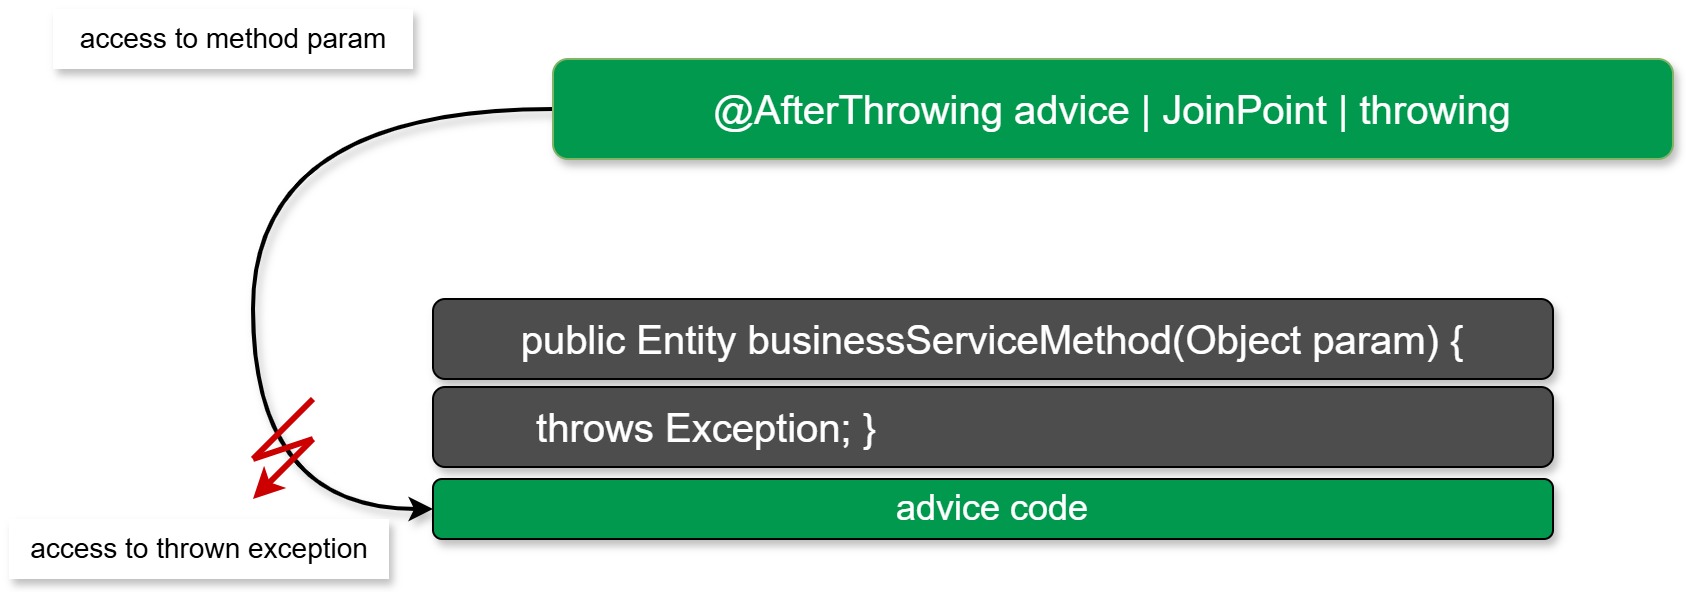 access to method param
@AfterThrowing advice | JoinPoint | throwing
public Entity businessServiceMethod(Object param) {
throws Exception; }
advice code
access to thrown exception